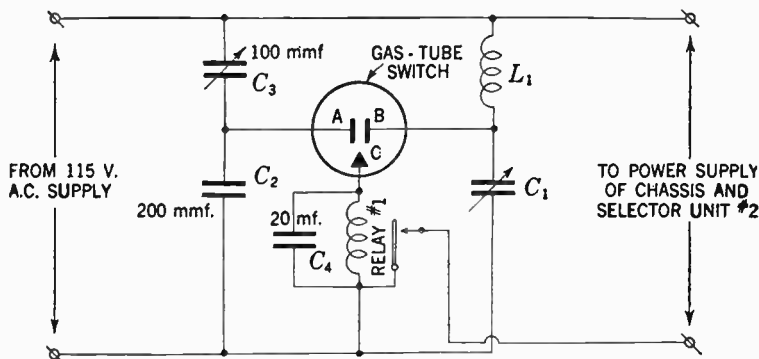 100 mmf
C3
GAS-TUBE
SWITCH
L1
A B
C
FROM 115 V.
A.C. SUPPLY
C2
200 mmf.
C1
TO POWER SUPPLY
OF CHASSIS AND
SELECTOR UNIT #2
20 mf.
C4
RELAY #1